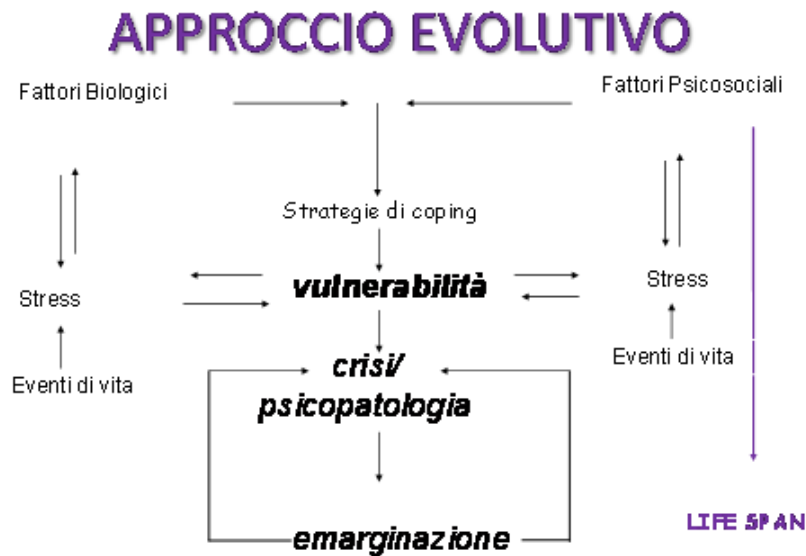 APPROCCIO EVOLUTIVO
Fattori Biologici
Fattori Psicosociali
Strategie di coping
vulnerabilità
Stress
Stress
Eventi di vita
Eventi di vita
crisi/
psicopatologia
emarginazione
LIFE SPAN